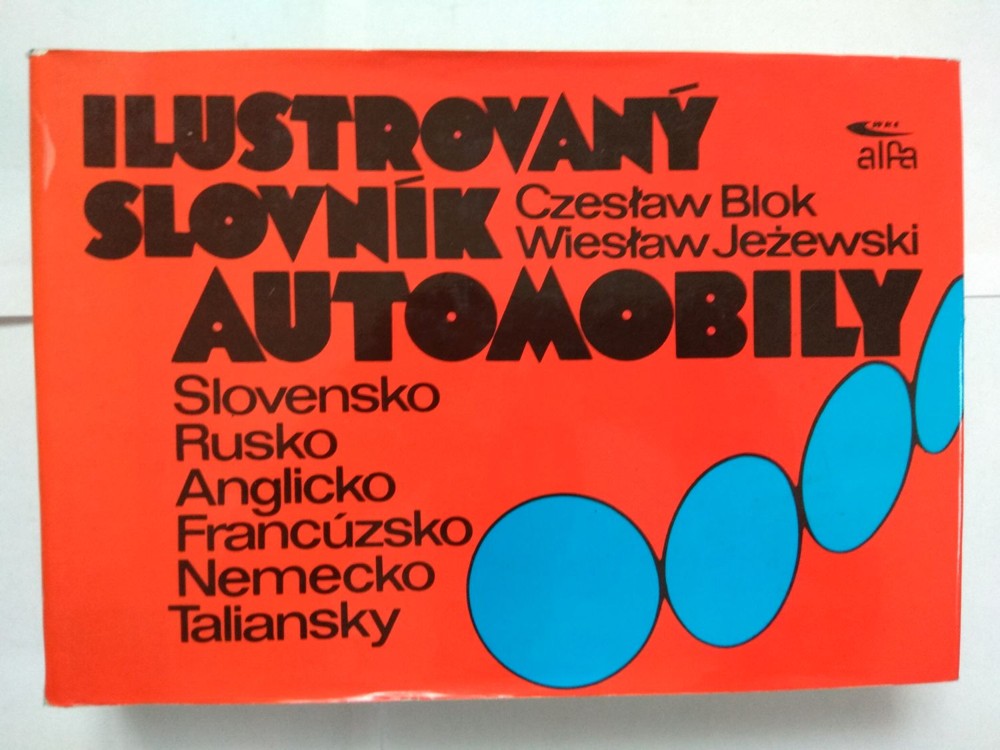 ILUSTROVANÝ
SLOVNÍK
Czesław Blok
Wiesław Jeżewski
AUTOMOBILY
Slovensko
Rusko
Anglicko
Francúzsko
Nemecko
Taliansky
alfa